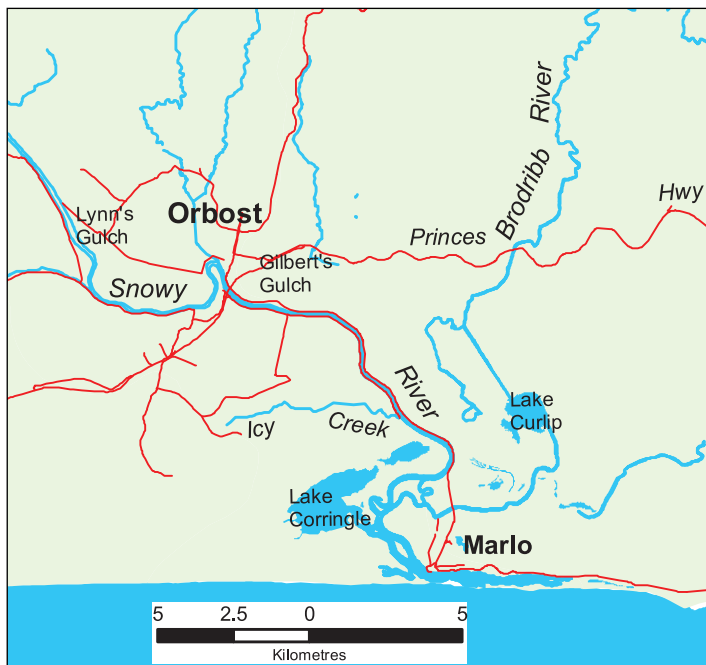 River
Brodribb
Hwy
Princes
Lynn's
Gulch
Orbost
Gilbert's
Gulch
Snowy
River
Lake
Curlip
Icy
Creek
Lake
Corringle
Marlo
5 2.5 0 5
Kilometres